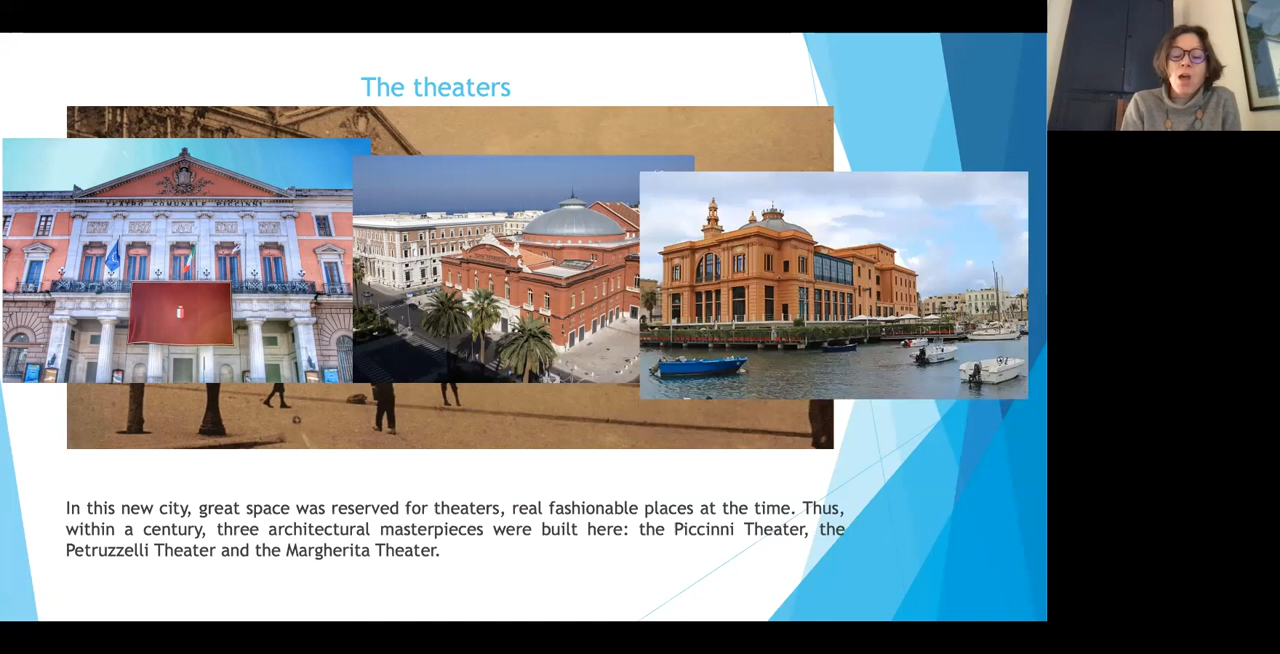 The theaters
TEATRO COMUNALE PICCINNI
In this new city, great space was reserved for theaters, real fashionable places at the time. Thus,
within a century, three architectural masterpieces were built here: the Piccinni Theater, the
Petruzzelli Theater and the Margherita Theater.